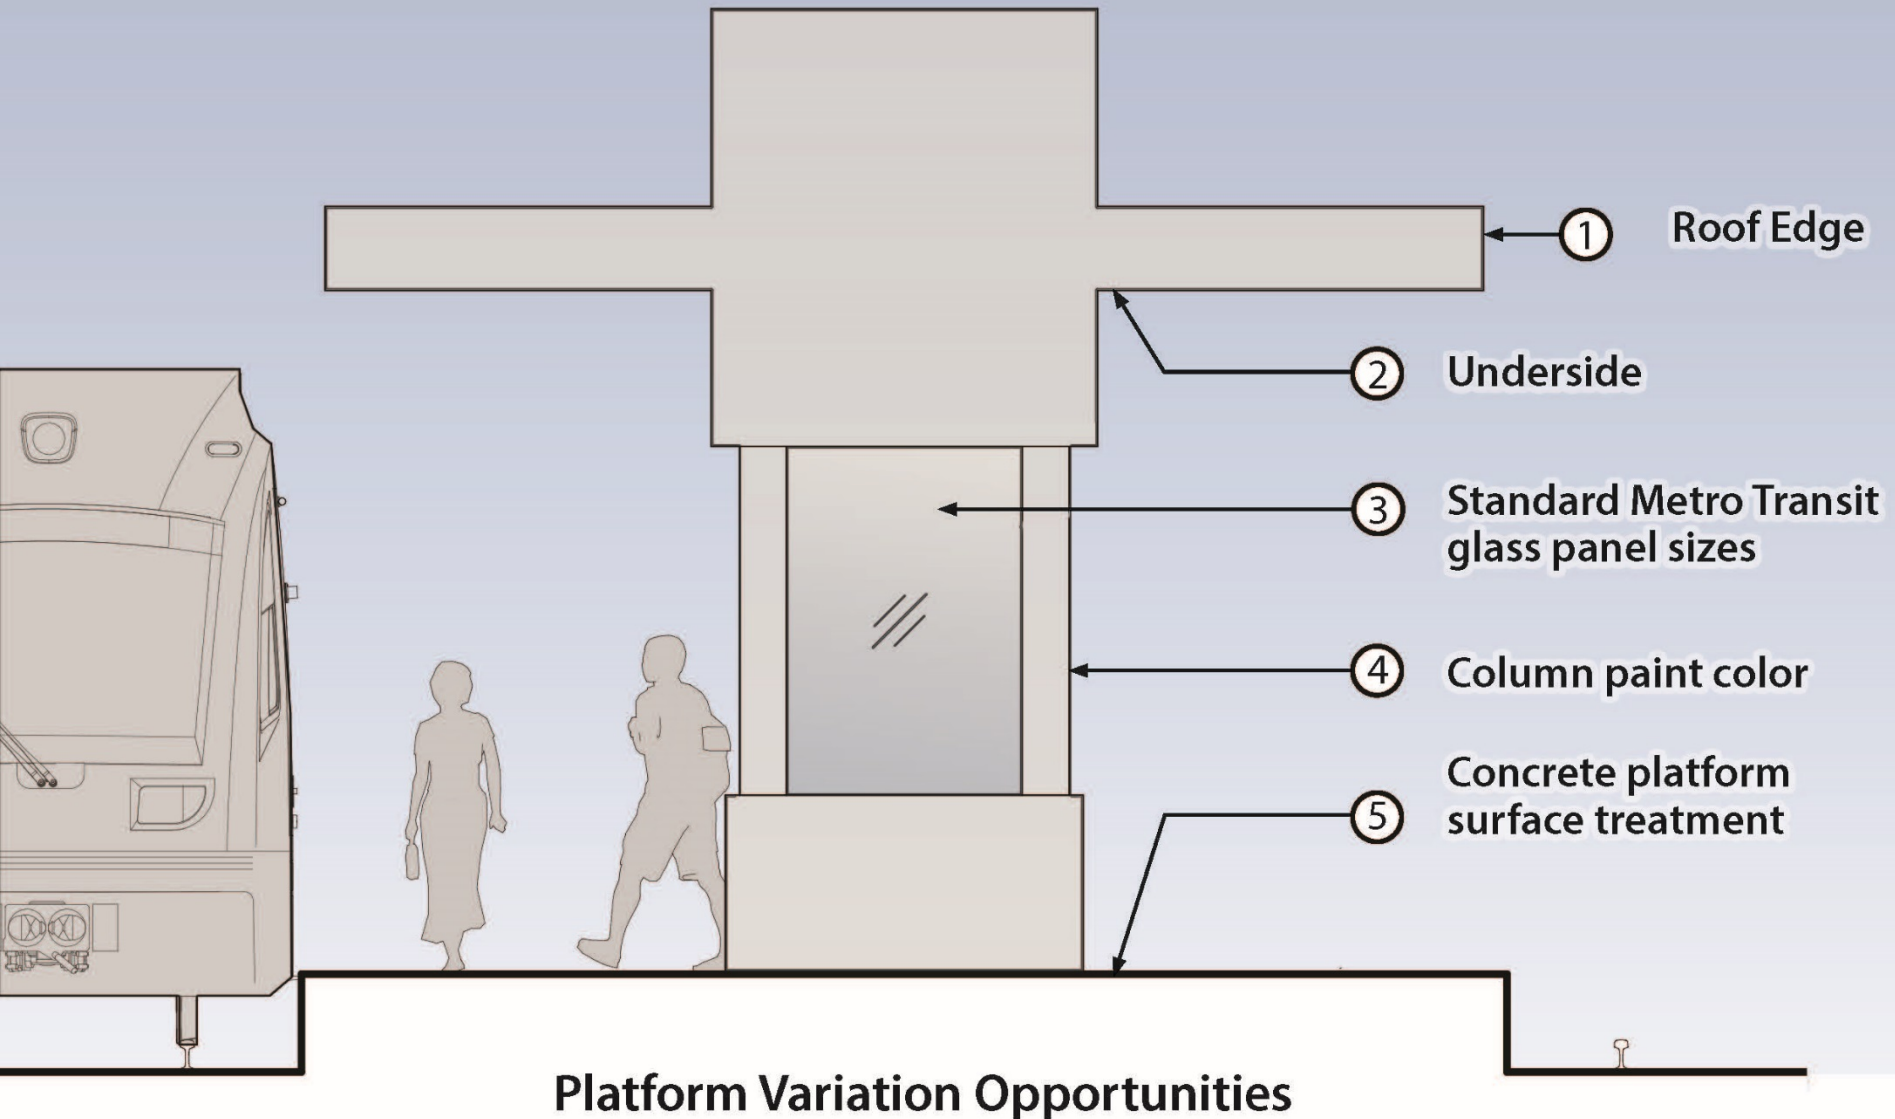 1 Roof Edge
2 Underside
3 Standard Metro Transit
glass panel sizes
4 Column paint color
Concrete platform
5 surface treatment
Platform Variation Opportunities